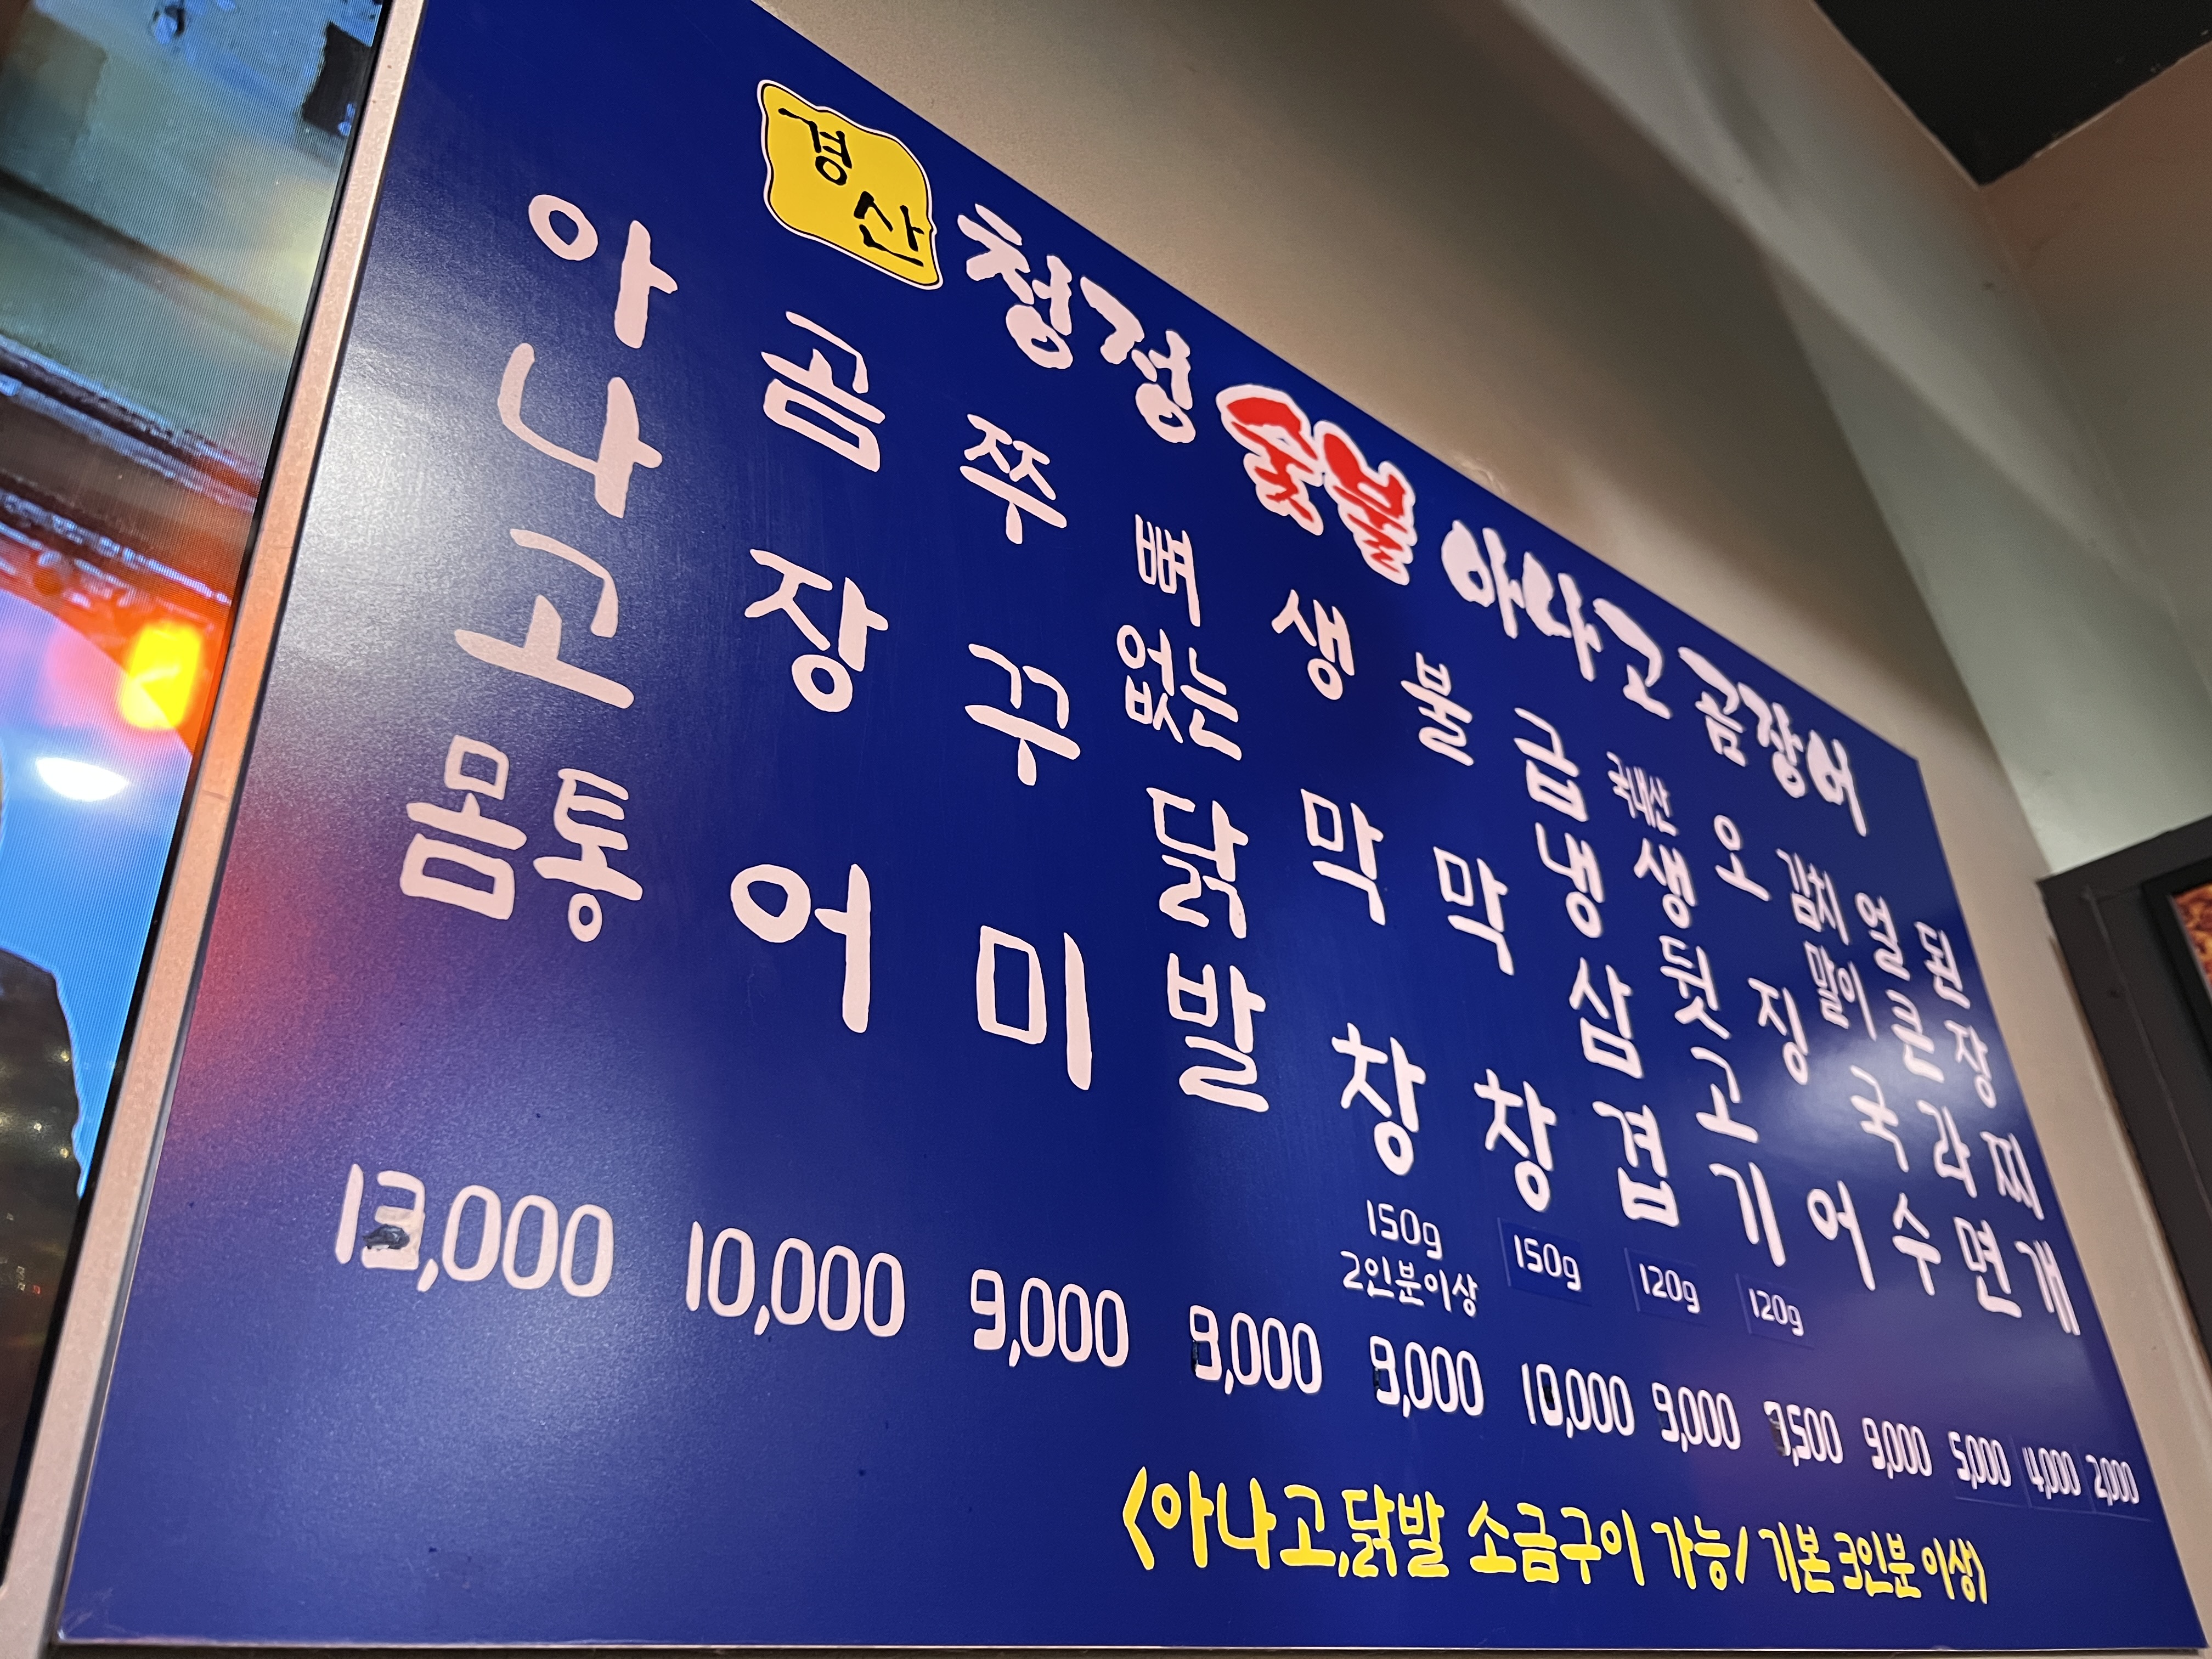 경산 청정 숯불 아나고 곰장어
아나고 몸통 13,000
곰장어 10,000
쭈꾸미 9,000
뼈없는 닭발 9,000
생막창 150g 2인분이상 9,000
불막창 150g 10,000
급냉삼겹 120g 9,000
국내산 생뒷고기 120g 7,500
오징어 9,000
김치말이국수 5,000
얼큰라면 4,000
된장찌개 2,000
<아나고,닭발 소금구이 가능/기본 3인분 이상>